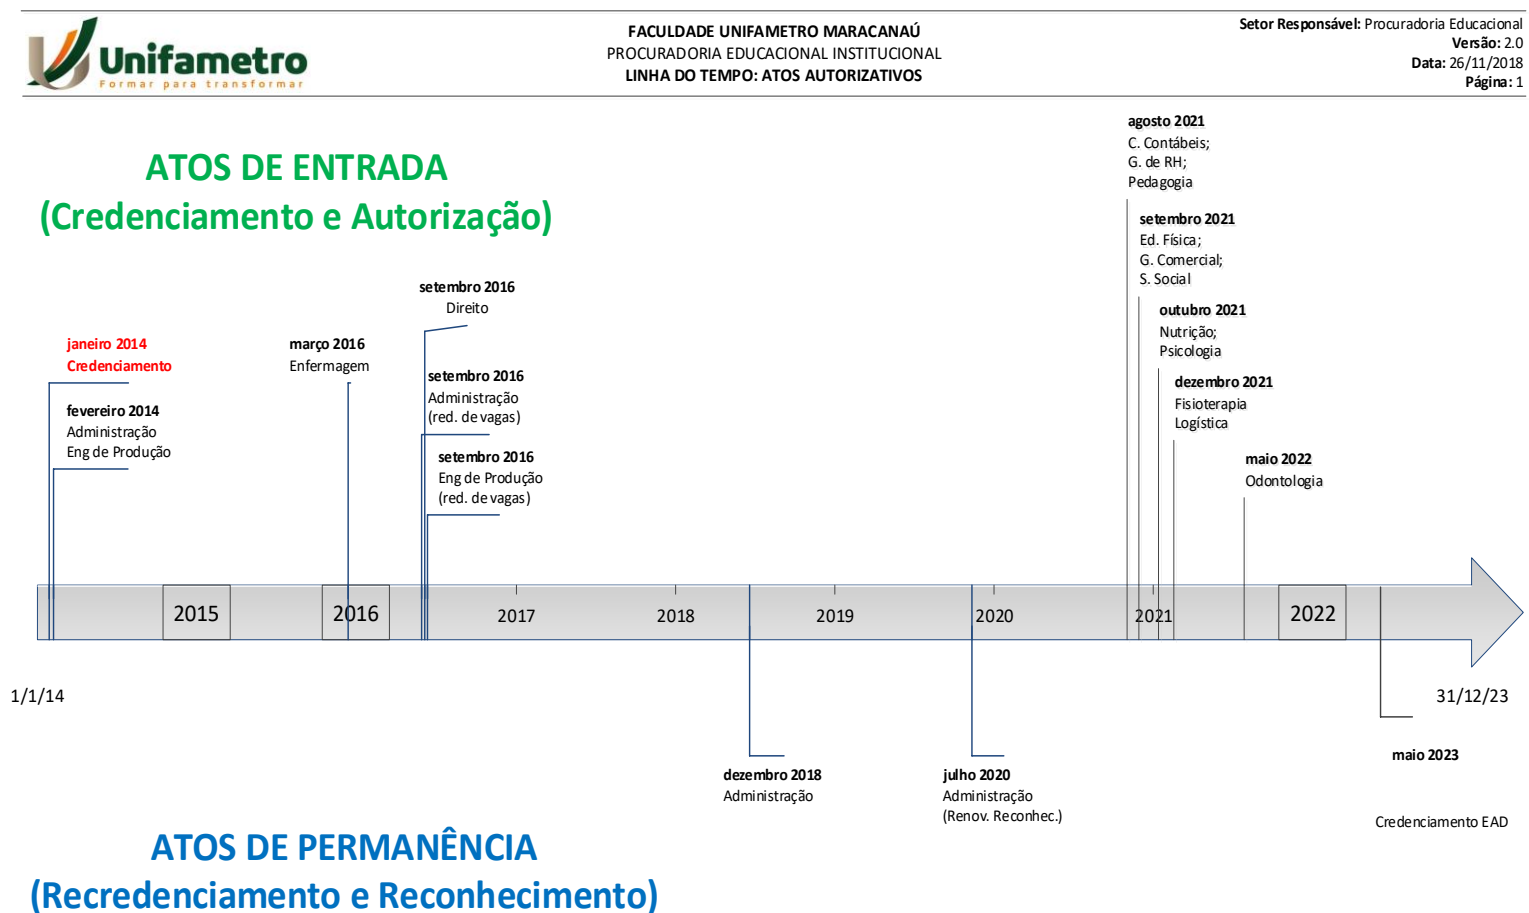 Unifametro
Formar para transformar
FACULDADE UNIFAMETRO MARACANAÚ
PROCURADORIA EDUCACIONAL INSTITUCIONAL
LINHA DO TEMPO: ATOS AUTORIZATIVOS
Setor Responsável: Procuradoria Educacional
Versão: 2.0
Data: 26/11/2018
Página: 1
ATOS DE ENTRADA
(Credenciamento e Autorização)
janeiro 2014
Credenciamento
fevereiro 2014
Administração
Eng de Produção
março 2016
Enfermagem
setembro 2016
Direito
setembro 2016
Administração
(red. de vagas)
setembro 2016
Eng de Produção
(red. de vagas)
agosto 2021
C. Contábeis;
G. de RH;
Pedagogia
setembro 2021
Ed. Física;
G. Comercial;
S. Social
outubro 2021
Nutrição;
Psicologia
dezembro 2021
Fisioterapia
Logística
maio 2022
Odontologia
2015
2016
2017
2018
2019
2020
2021
2022
1/1/14
31/12/23
dezembro 2018
Administração
julho 2020
Administração
(Renov. Reconhec.)
maio 2023
Credenciamento EAD
ATOS DE PERMANÊNCIA
(Recredenciamento e Reconhecimento)